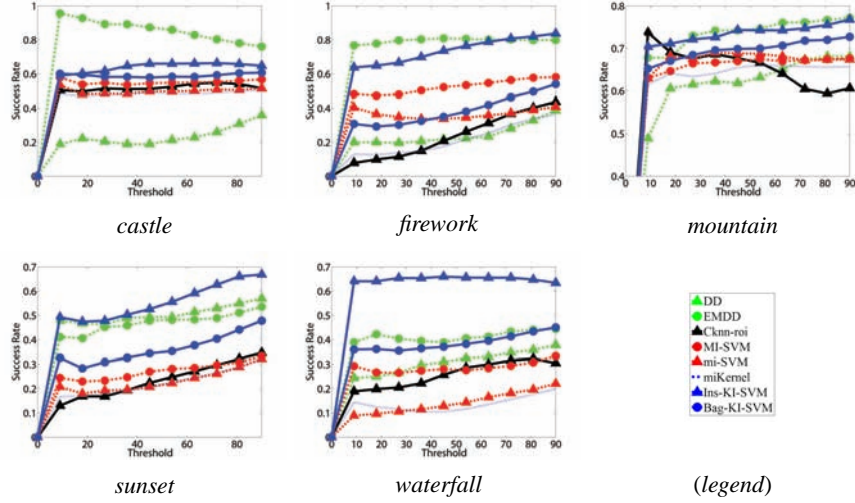 Success Rate
1
0.8
0.6
0.4
0.2
0
0 20 40 60 80
Threshold
castle
Success Rate
1
0.8
0.6
0.4
0.2
0
0 10 20 30 40 50 60 70 80 90
Threshold
firework
Success Rate
0.8
0.7
0.6
0.5
0.4
0 10 20 30 40 50 60 70 80 90
Threshold
mountain
Success Rate
0.7
0.6
0.5
0.4
0.3
0.2
0.1
0
0 20 40 60 80
Threshold
sunset
Success Rate
0.7
0.6
0.5
0.4
0.3
0.2
0.1
0
0 10 20 30 40 50 60 70 80 90
Threshold
waterfall
DD
EMDD
Cknn-roi
MI-SVM
mi-SVM
miKernel
Ins-KI-SVM
Bag-KI-SVM
(legend)